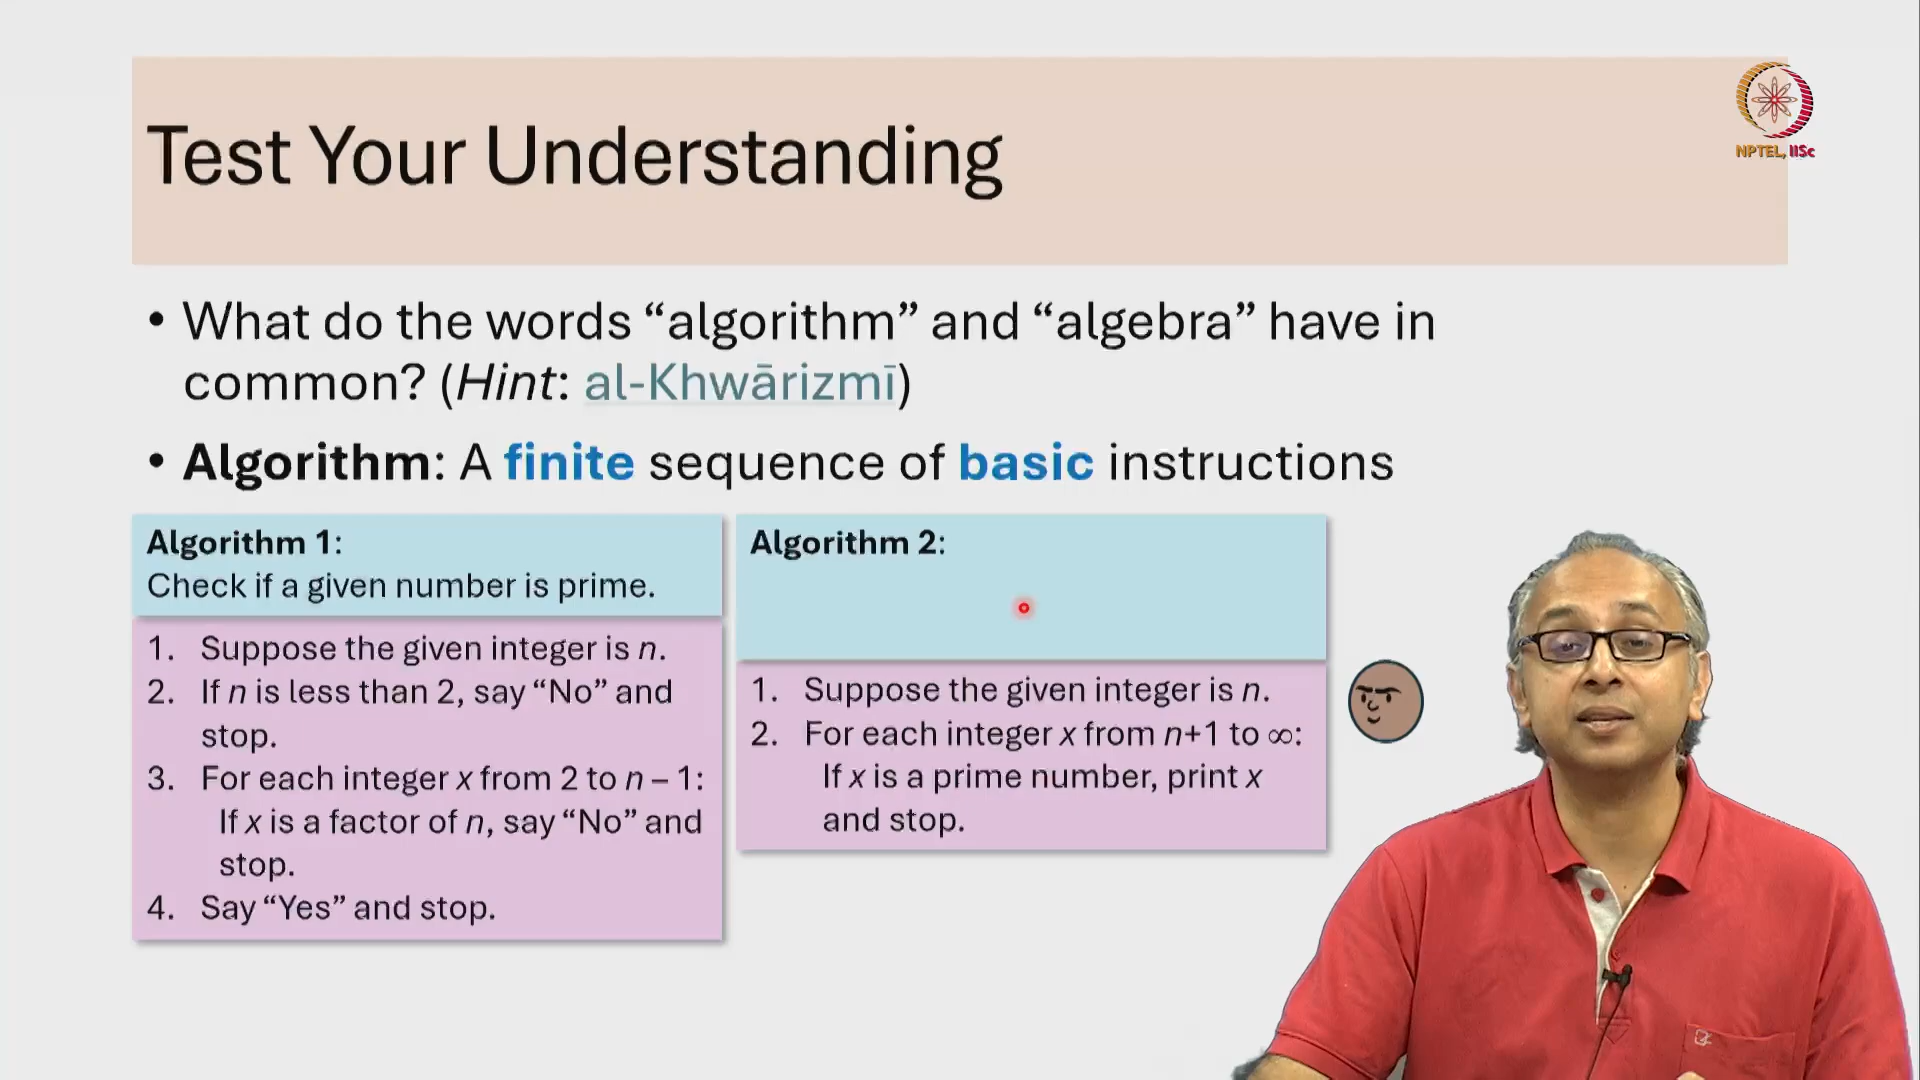 Test Your Understanding
NPTEL, IISc
• What do the words “algorithm” and “algebra” have in
common? (Hint: al-Khwārizmī)
• Algorithm: A finite sequence of basic instructions
Algorithm 1:
Check if a given number is prime.
1. Suppose the given integer is n.
2. If n is less than 2, say “No” and
stop.
3. For each integer x from 2 to n – 1:
If x is a factor of n, say “No” and
stop.
4. Say “Yes” and stop.
Algorithm 2:
1. Suppose the given integer is n.
2. For each integer x from n+1 to ∞:
If x is a prime number, print x
and stop.